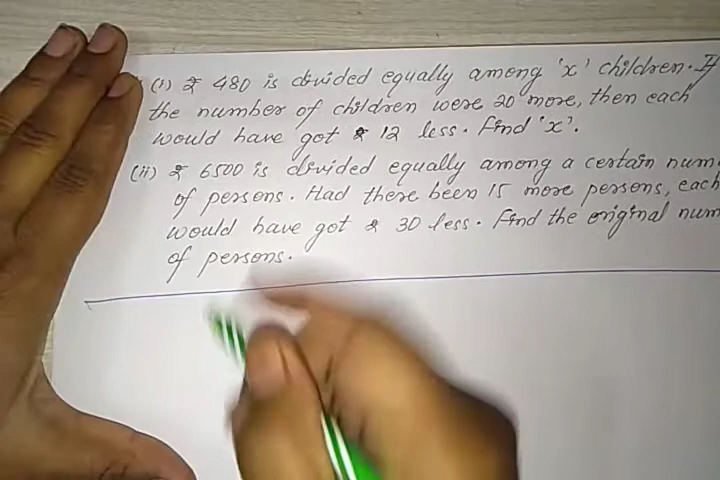 (i) ₹ 480 is divided equally among 'x' children. If
the number of children were 20 more, then each
would have got ₹ 12 less. Find 'x'.
(ii) ₹ 6500 is divided equally among a certain num
of persons. Had there been 15 more persons, each
would have got ₹ 30 less. Find the original num
of persons.